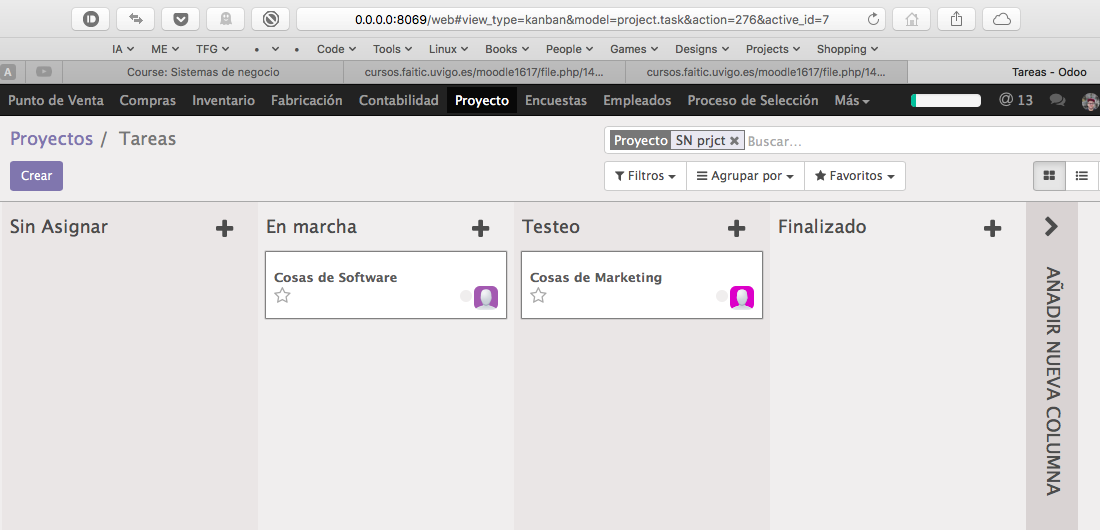 0.0.0.0:8069/web#view_type=kanban&model=project.task&action=276&active_id=7
IA ME TFG • • Code Tools Linux Books People Games Designs Projects Shopping
A Course: Sistemas de negocio cursos.faitic.uvigo.es/moodle1617/file.php/14... cursos.faitic.uvigo.es/moodle1617/file.php/14... Tareas - Odoo
Punto de Venta Compras Inventario Fabricación Contabilidad Proyecto Encuestas Empleados Proceso de Selección Más @ 13
Proyectos / Tareas
Proyecto SN prjct Buscar...
Crear
Filtros Agrupar por Favoritos
Sin Asignar
En marcha
Testeo
Finalizado
Cosas de Software
Cosas de Marketing
AÑADIR NUEVA COLUMNA